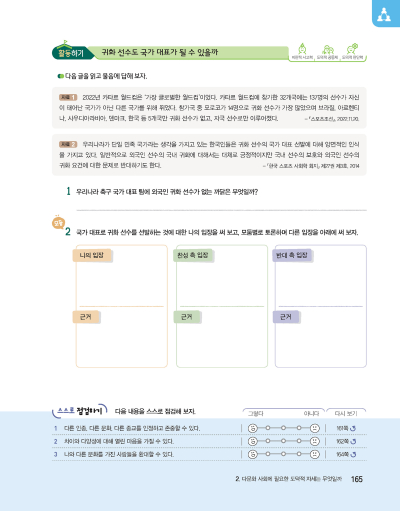 활동하기 귀화 선수도 국가 대표가 될 수 있을까
다음 글을 읽고 물음에 답해 보자.
자료 1 2022년 카타르 월드컵은 '가장 글로벌한 월드컵'이었다. 카타르 월드컵에 참가한 32개국에는 137명의 선수가 자신
이 태어난 국가가 아닌 다른 국가를 위해 뛰었다. 참가국 중 모로코가 14명으로 귀화 선수가 가장 많았으며 브라질, 아르헨티
나, 사우디아라비아, 덴마크, 한국 등 5개국만 귀화 선수가 없고, 자국 선수로만 이루어졌다.
- 『스포츠조선』, 2022.11.20.
자료 2 우리나라가 단일 민족 국가라는 생각을 가지고 있는 한국인들은 귀화 선수의 국가 대표 선발에 대해 양면적인 인식
을 가지고 있다. 일반적으로 외국인 선수의 국내 귀화에 대해서는 대체로 긍정적이지만 국내 선수의 보호와 외국인 선수의
귀화 요건에 대한 문제로 반대하기도 한다.
- 『한국 스포츠 사회학 회지』, 제27권 제3호, 2014
1 우리나라 축구 국가 대표 팀에 외국인 귀화 선수가 없는 까닭은 무엇일까?
2 국가 대표로 귀화 선수를 선발하는 것에 대한 나의 입장을 써 보고, 모둠별로 토론하며 다른 입장을 아래에 써 보자.
나의 입장 찬성 측 입장 반대 측 입장
근거 근거 근거
스스로 점검하기 다음 내용을 스스로 점검해 보자. 그렇다 아니다 다시 보기
1 다른 인종, 다른 문화, 다른 종교를 인정하고 존중할 수 있다. 161쪽
2 차이와 다양성에 대해 열린 마음을 가질 수 있다. 162쪽
3 나와 다른 문화를 가진 사람들을 환대할 수 있다. 164쪽
2. 다문화 사회에 필요한 도덕적 자세는 무엇일까 165